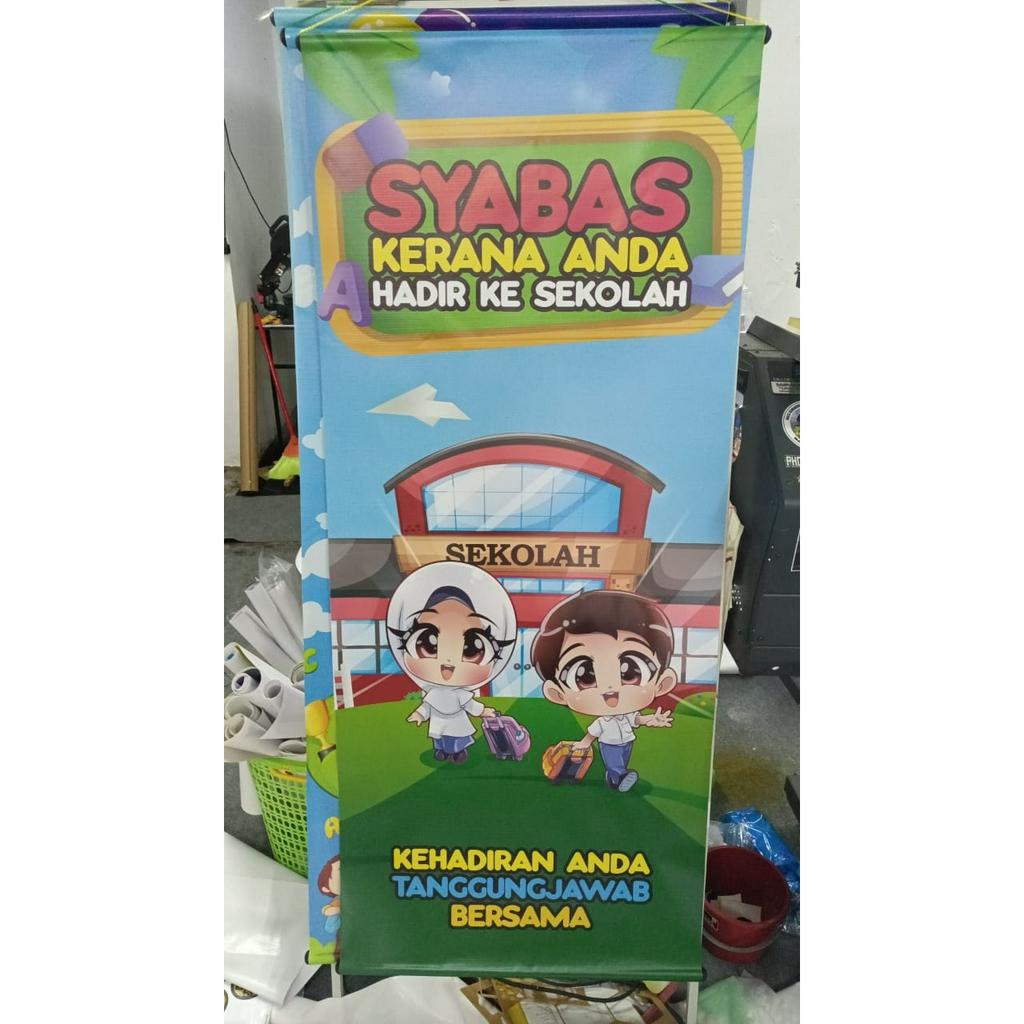 SYABAS
KERANA ANDA
HADIR KE SEKOLAH
A
SEKOLAH
KEHADIRAN ANDA
TANGGUNGJAWAB
BERSAMA